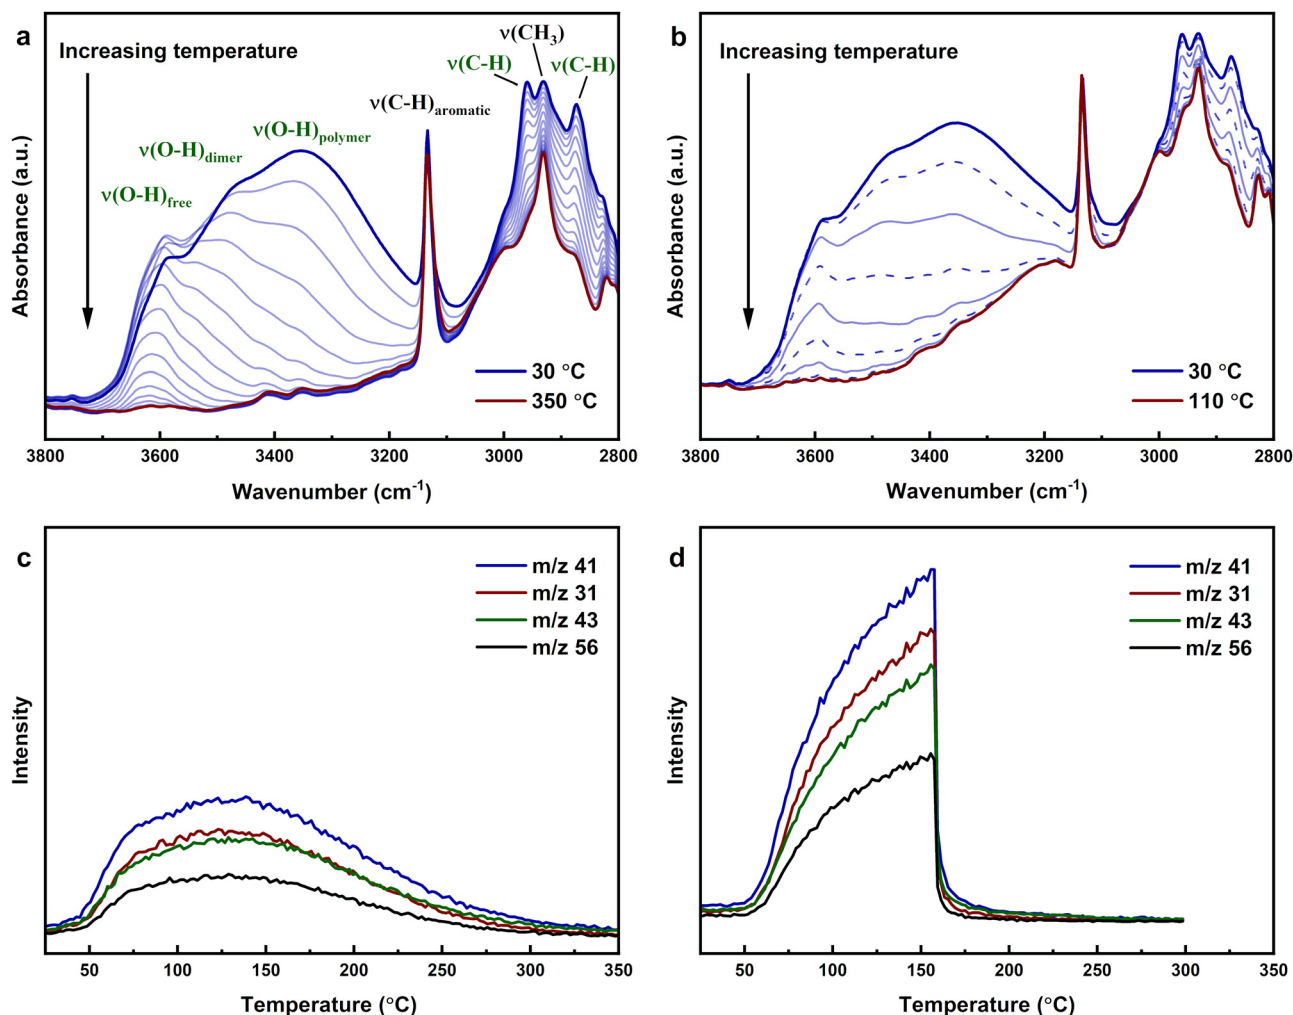 a
Increasing temperature
ν(CH3)
ν(C-H)
ν(C-H)
ν(C-H)aromatic
ν(O-H)polymer
ν(O-H)dimer
ν(O-H)free
30 °C
350 °C
Absorbance (a.u.)
3800 3600 3400 3200 3000 2800
Wavenumber (cm-1)
b
Increasing temperature
30 °C
110 °C
Absorbance (a.u.)
3800 3600 3400 3200 3000 2800
Wavenumber (cm-1)
c
m/z 41
m/z 31
m/z 43
m/z 56
Intensity
50 100 150 200 250 300 350
Temperature (°C)
d
m/z 41
m/z 31
m/z 43
m/z 56
Intensity
50 100 150 200 250 300 350
Temperature (°C)